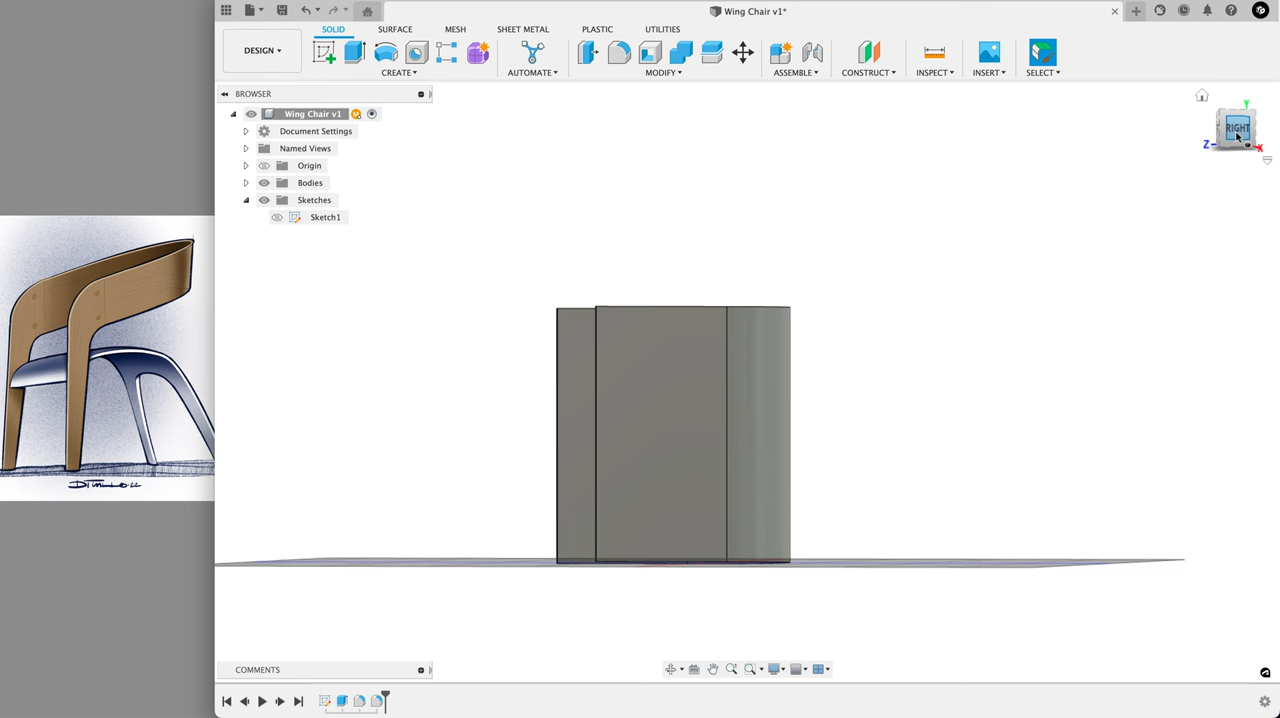 Wing Chair v1*
DESIGN
SOLID
SURFACE
MESH
SHEET METAL
PLASTIC
UTILITIES
CREATE
AUTOMATE
MODIFY
ASSEMBLE
CONSTRUCT
INSPECT
INSERT
SELECT
BROWSER
Wing Chair v1
Document Settings
Named Views
Origin
Bodies
Sketches
Sketch1
Y
RIGHT
Z
X
COMMENTS